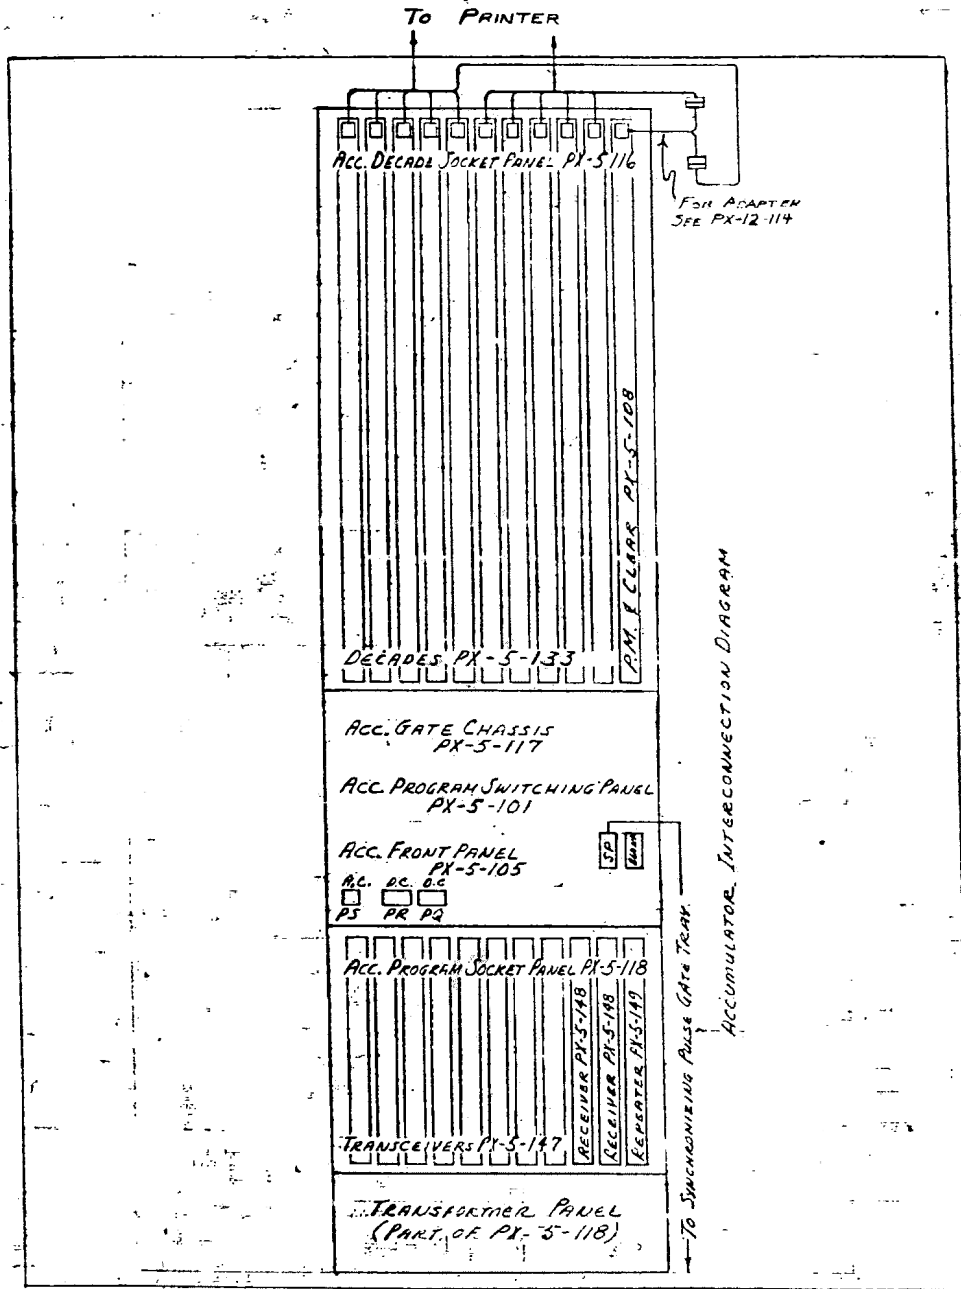 To PRINTER
ACC. DECADE SOCKET PANEL PX-5-116
FOR ADAPTER
SEE PX-12-114
P.M. & CLEAR PX-5-108
DECADES PX-5-133
ACC. GATE CHASSIS
PX-5-117
ACC. PROGRAM SWITCHING PANEL
PX-5-101
ACC. FRONT PANEL
PX-5-105
SP
A.C. D.C. D.C
PS PR PQ
ACC. PROGRAM SOCKET PANEL PX-5-118
RECEIVER PX-5-148
RECEIVER PX-5-148
REPEATER PX-5-149
TRANSCEIVERS PX-5-147
TRANSFORMER PANEL
(PART OF PX-5-118)
TO SYNCHRONIZING PULSE GATE TRAY.
ACCUMULATOR INTERCONNECTION DIAGRAM